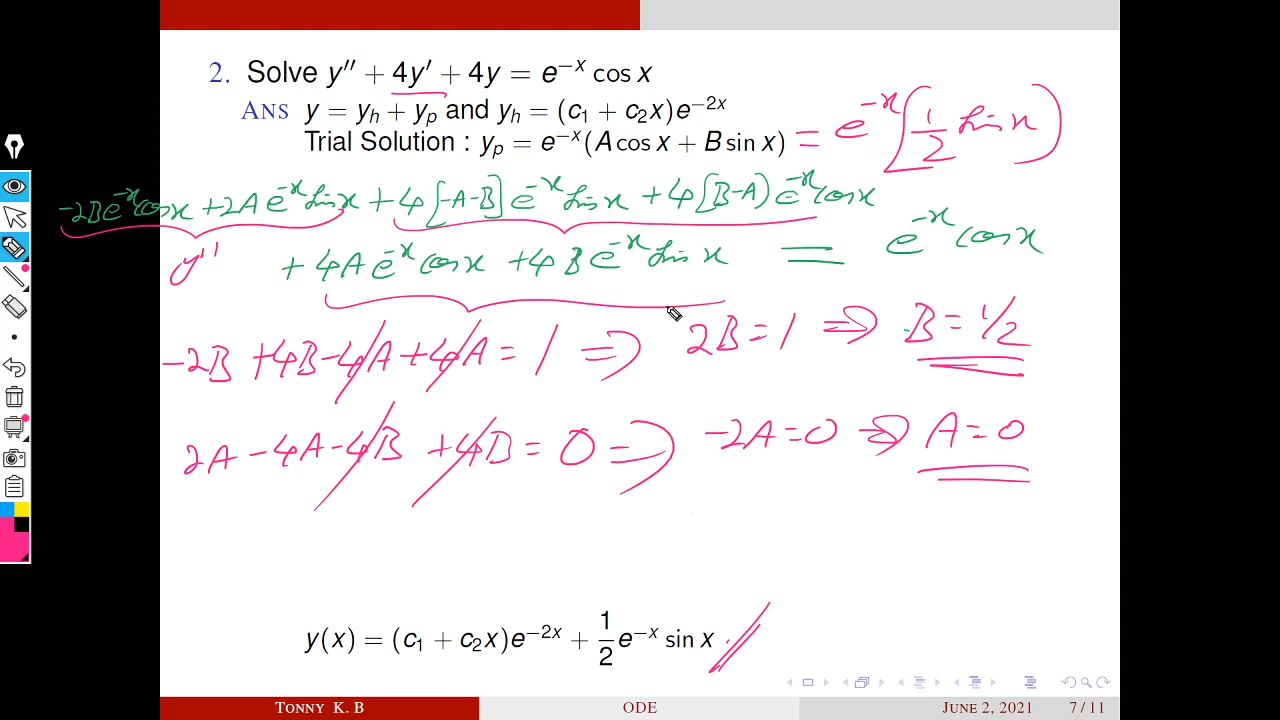 2. Solve y′′ + 4y′ + 4y = e^{−x} cos x
ANS y = y_h + y_p and y_h = (c_1 + c_2x)e^{−2x}
Trial Solution : y_p = e^{−x}(A cos x + B sin x) = e^{−x}(1/2 sin x)
−2Be^{−x}cos x + 2Ae^{−x}sin x + 4[−A−B]e^{−x}sin x + 4[B−A)e^{−x}cos x
y′′
+ 4Ae^{−x}cos x + 4Be^{−x}sin x = e^{−x}cos x
−2B + 4B − 4A + 4A = 1 ⇒ 2B = 1 ⇒ B = 1/2
2A − 4A − 4B + 4B = 0 ⇒ −2A = 0 ⇒ A = 0
y(x) = (c_1 + c_2x)e^{−2x} + 1/2 e^{−x} sin x .
TONNY K. B ODE JUNE 2, 2021 7 / 11